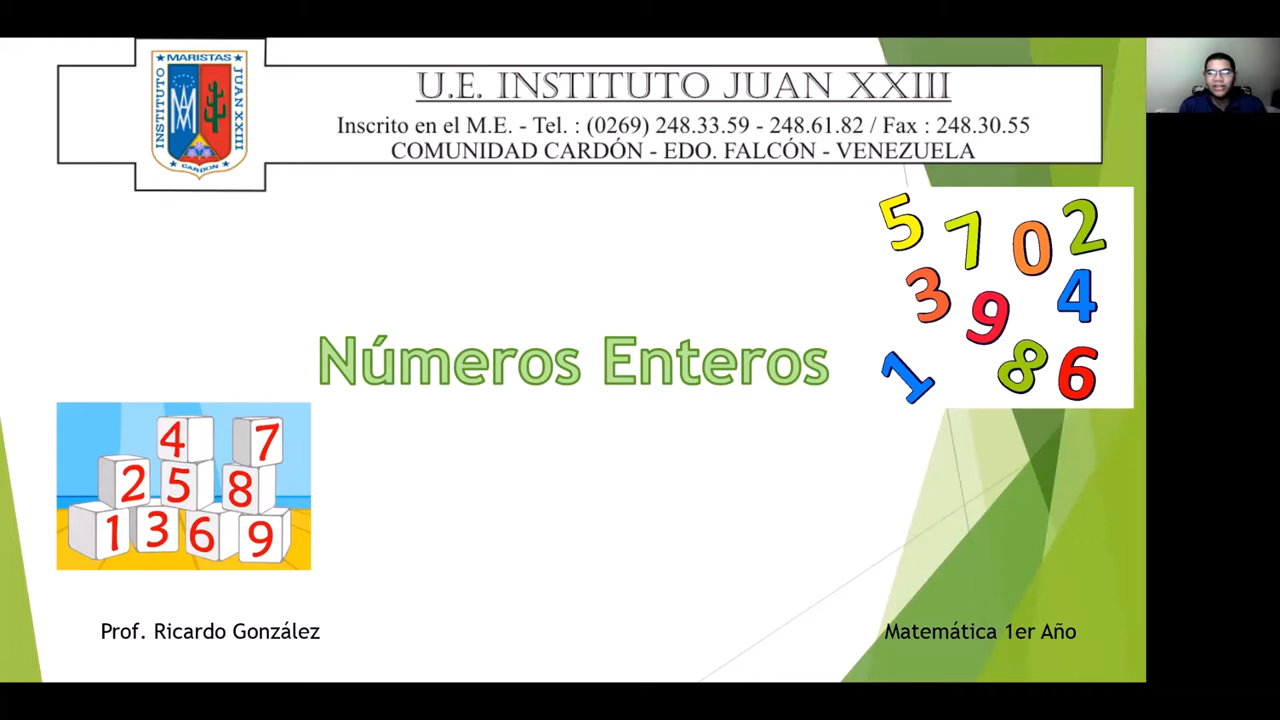 ★ MARISTAS ★
INSTITUTO
JUAN XXIII
★ CARDON ★
U.E. INSTITUTO JUAN XXIII
Inscrito en el M.E. - Tel. : (0269) 248.33.59 - 248.61.82 / Fax : 248.30.55
COMUNIDAD CARDÓN - EDO. FALCÓN - VENEZUELA
5 7 0 2
3 9 4
1 8 6
Números Enteros
4 7
2 5 8
1 3 6 9
Prof. Ricardo González
Matemática 1er Año